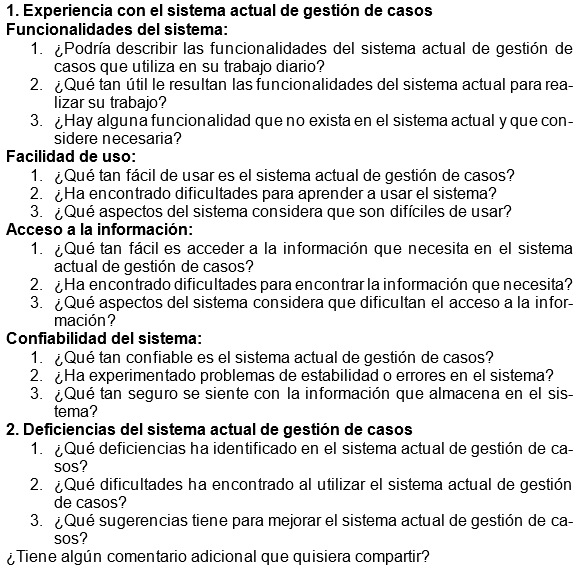 1. Experiencia con el sistema actual de gestión de casos
Funcionalidades del sistema:
1. ¿Podría describir las funcionalidades del sistema actual de gestión de
casos que utiliza en su trabajo diario?
2. ¿Qué tan útil le resultan las funcionalidades del sistema actual para rea-
lizar su trabajo?
3. ¿Hay alguna funcionalidad que no exista en el sistema actual y que con-
sidere necesaria?
Facilidad de uso:
1. ¿Qué tan fácil de usar es el sistema actual de gestión de casos?
2. ¿Ha encontrado dificultades para aprender a usar el sistema?
3. ¿Qué aspectos del sistema considera que son difíciles de usar?
Acceso a la información:
1. ¿Qué tan fácil es acceder a la información que necesita en el sistema
actual de gestión de casos?
2. ¿Ha encontrado dificultades para encontrar la información que necesita?
3. ¿Qué aspectos del sistema considera que dificultan el acceso a la infor-
mación?
Confiabilidad del sistema:
1. ¿Qué tan confiable es el sistema actual de gestión de casos?
2. ¿Ha experimentado problemas de estabilidad o errores en el sistema?
3. ¿Qué tan seguro se siente con la información que almacena en el sis-
tema?
2. Deficiencias del sistema actual de gestión de casos
1. ¿Qué deficiencias ha identificado en el sistema actual de gestión de ca-
sos?
2. ¿Qué dificultades ha encontrado al utilizar el sistema actual de gestión
de casos?
3. ¿Qué sugerencias tiene para mejorar el sistema actual de gestión de ca-
sos?
¿Tiene algún comentario adicional que quisiera compartir?